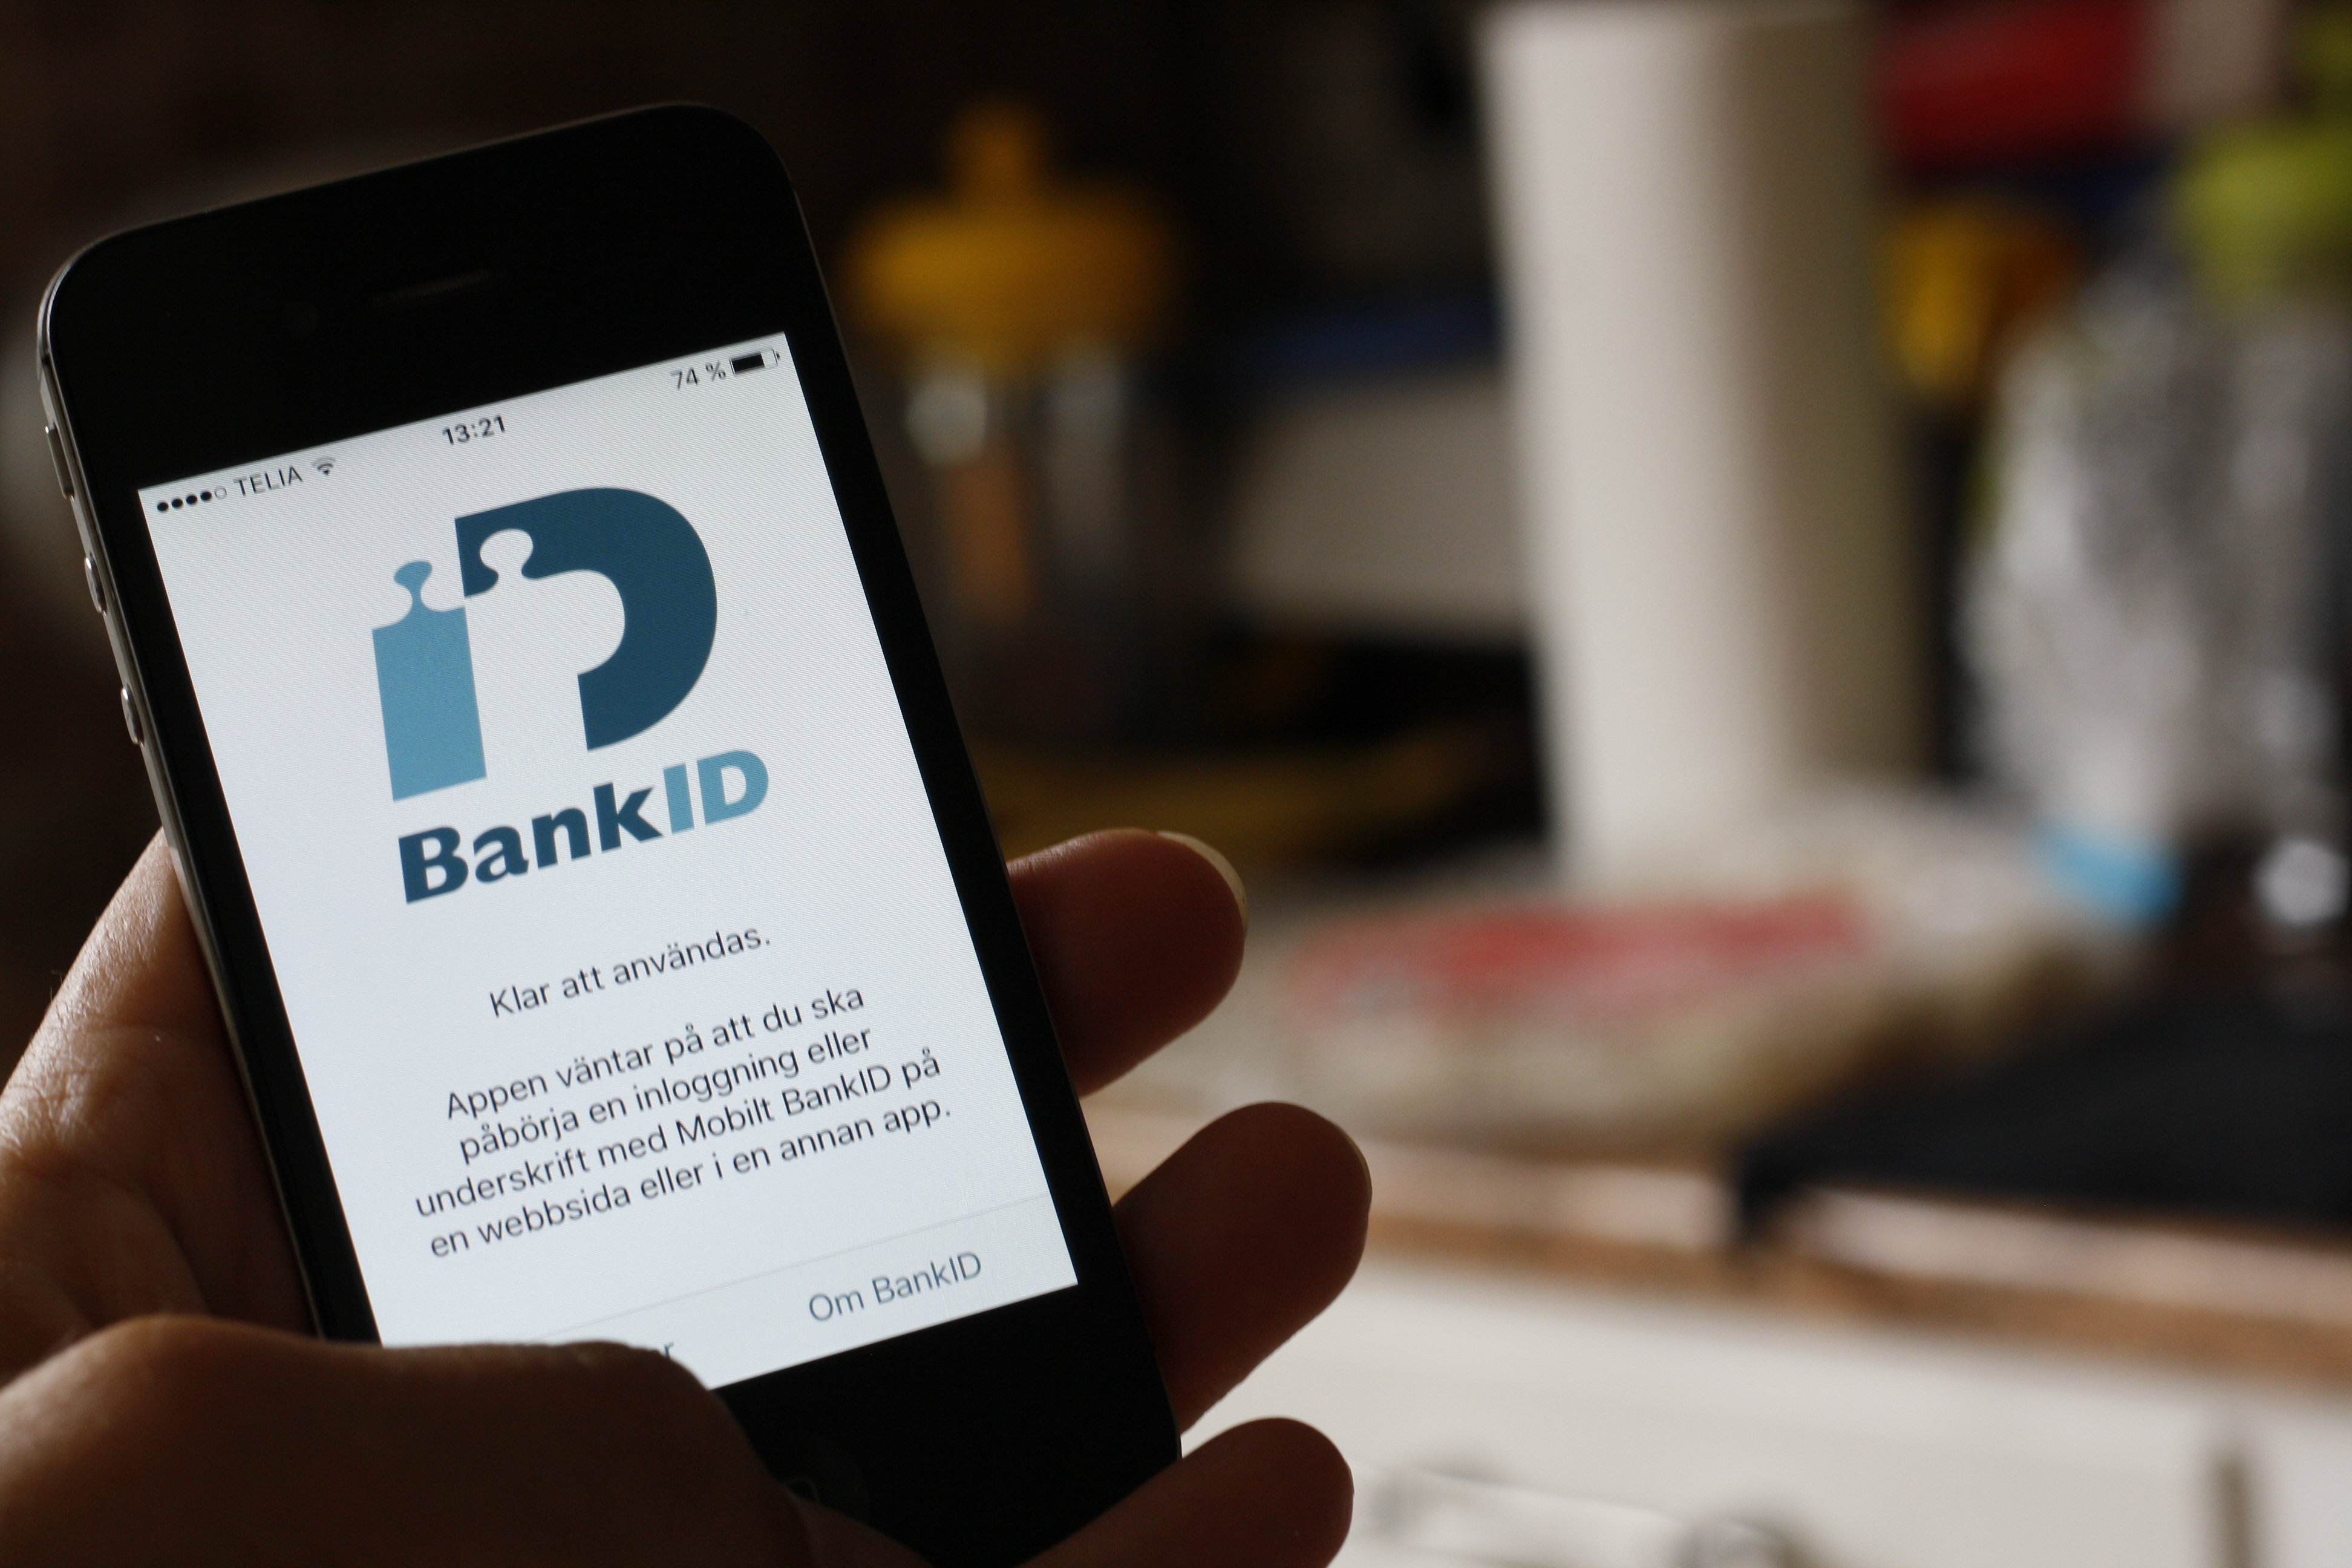 TELIA 13:21 74 %
BankID
Klar att användas.
Appen väntar på att du ska
påbörja en inloggning eller
underskrift med Mobilt BankID på
en webbsida eller i en annan app.
Om BankID